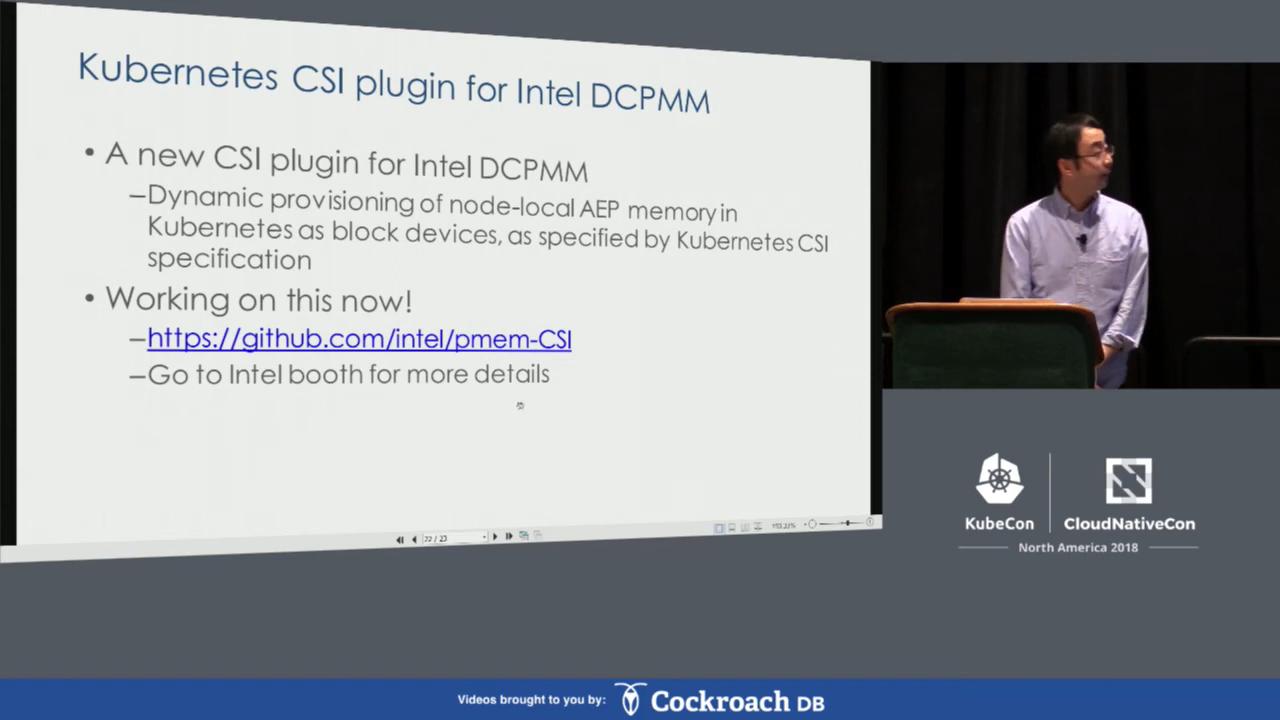 Kubernetes CSI plugin for Intel DCPMM
• A new CSI plugin for Intel DCPMM
–Dynamic provisioning of node-local AEP memory in
Kubernetes as block devices, as specified by Kubernetes CSI
specification
• Working on this now!
–https://github.com/intel/pmem-CSI
–Go to Intel booth for more details
22 / 23
KubeCon
CloudNativeCon
North America 2018
Videos brought to you by:
Cockroach DB